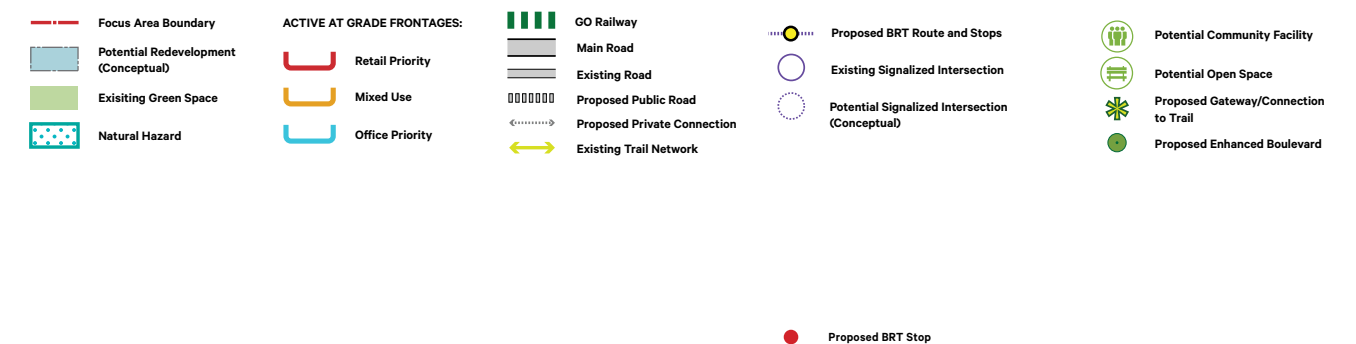 Focus Area Boundary
Potential Redevelopment
(Conceptual)
Exisiting Green Space
Natural Hazard
ACTIVE AT GRADE FRONTAGES:
Retail Priority
Mixed Use
Office Priority
GO Railway
Main Road
Existing Road
Proposed Public Road
Proposed Private Connection
Existing Trail Network
Proposed BRT Route and Stops
Existing Signalized Intersection
Potential Signalized Intersection
(Conceptual)
Potential Community Facility
Potential Open Space
Proposed Gateway/Connection
to Trail
Proposed Enhanced Boulevard
Proposed BRT Stop